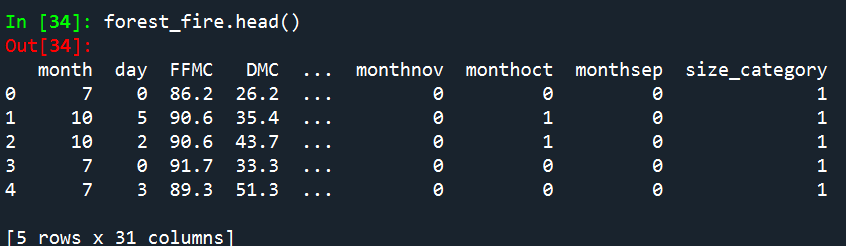 In [34]: forest_fire.head()
Out[34]:
month day FFMC DMC ... monthnov monthoct monthsep size_category
0 7 0 86.2 26.2 ... 0 0 0 1
1 10 5 90.6 35.4 ... 0 1 0 1
2 10 2 90.6 43.7 ... 0 1 0 1
3 7 0 91.7 33.3 ... 0 0 0 1
4 7 3 89.3 51.3 ... 0 0 0 1
[5 rows x 31 columns]